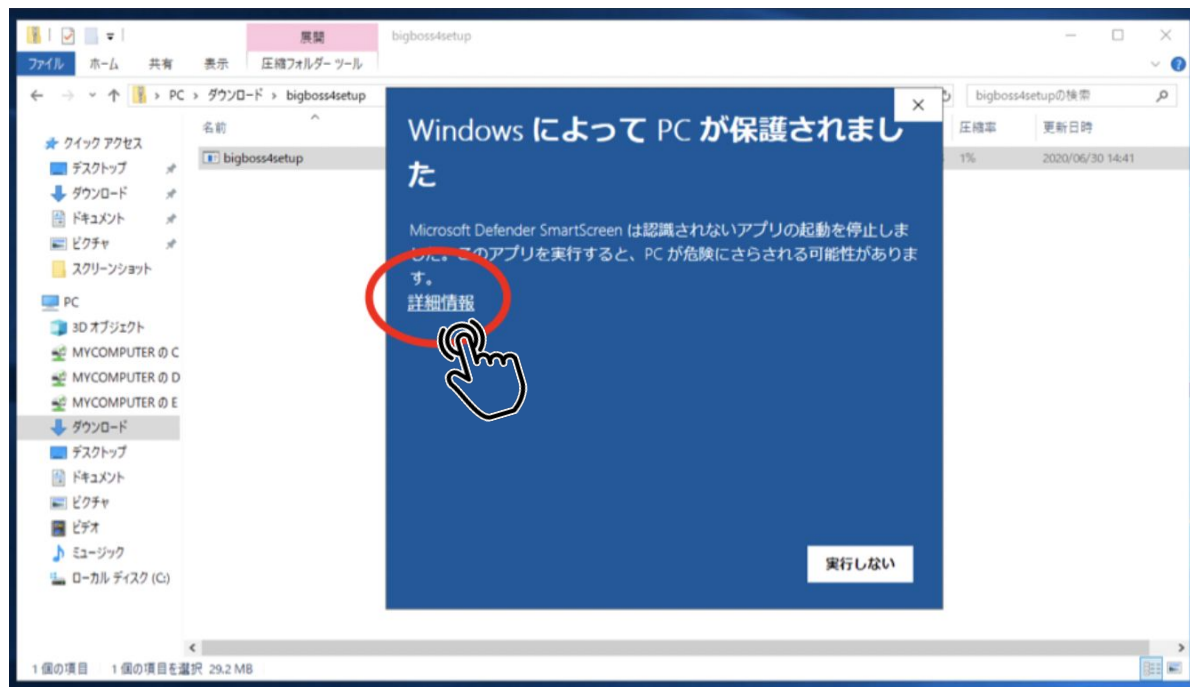 展開
bigboss4setup
ファイル ホーム 共有 表示 圧縮フォルダー ツール
PC › ダウンロード › bigboss4setup
bigboss4setupの検索
名前
圧縮率
更新日時
bigboss4setup
1%
2020/06/30 14:41
クイック アクセス
デスクトップ
ダウンロード
ドキュメント
ピクチャ
スクリーンショット
PC
3D オブジェクト
MYCOMPUTER の C
MYCOMPUTER の D
MYCOMPUTER の E
ダウンロード
デスクトップ
ドキュメント
ピクチャ
ビデオ
ミュージック
ローカル ディスク (C:)
Windows によって PC が保護されまし
た
Microsoft Defender SmartScreen は認識されないアプリの起動を停止しま
した。このアプリを実行すると、PC が危険にさらされる可能性がありま
す。
詳細情報
実行しない
1 個の項目 1 個の項目を選択 29.2 MB